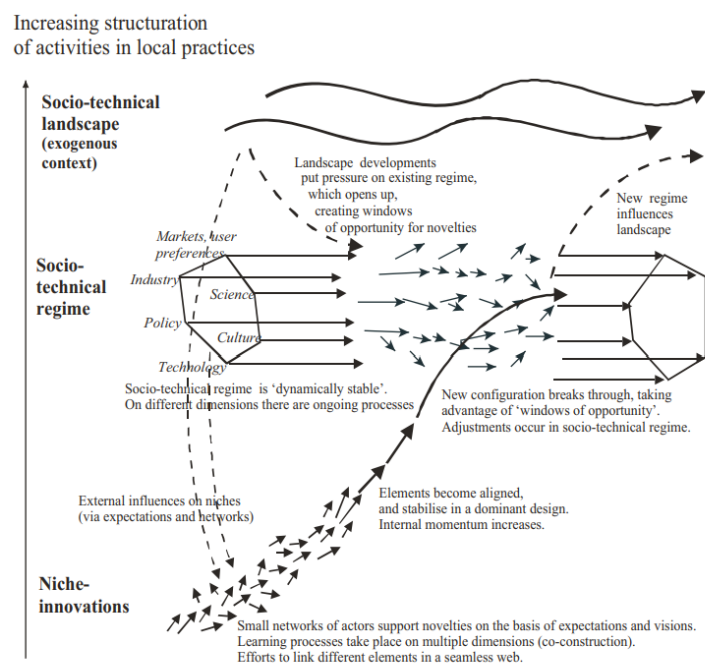 Increasing structuration
of activities in local practices
Socio-technical
landscape
(exogenous
context)
Landscape developments
put pressure on existing regime,
which opens up,
creating windows
of opportunity for novelties
New regime
influences
landscape
Markets, user
preferences
Industry
Science
Socio-
technical
regime
Policy
Culture
Technology
Socio-technical regime is ‘dynamically stable’.
On different dimensions there are ongoing processes
New configuration breaks through, taking
advantage of ‘windows of opportunity’.
Adjustments occur in socio-technical regime.
Elements become aligned,
and stabilise in a dominant design.
Internal momentum increases.
External influences on niches
(via expectations and networks)
Niche-
innovations
Small networks of actors support novelties on the basis of expectations and visions.
Learning processes take place on multiple dimensions (co-construction).
Efforts to link different elements in a seamless web.